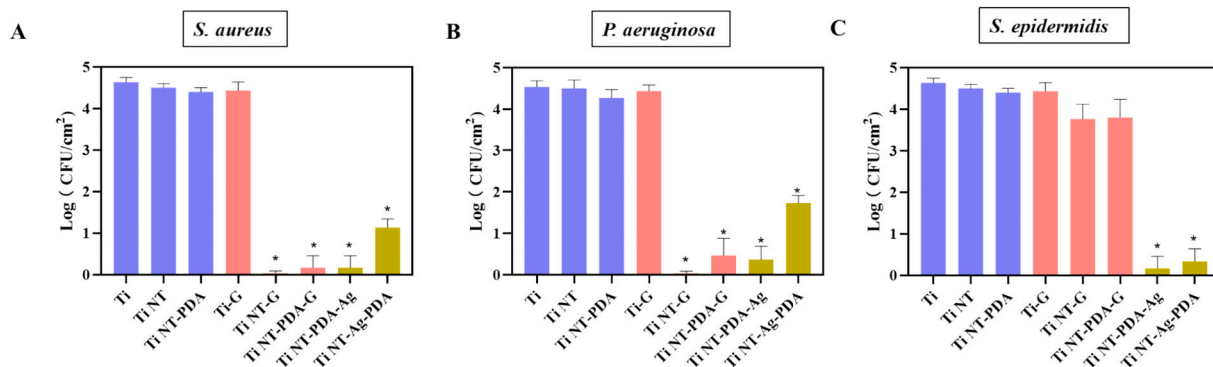 A
S. aureus
Log ( CFU/cm²)
5
4
3
2
1
0
* * * *
Ti
Ti NT
Ti NT-PDA
Ti-G
Ti NT-G
Ti NT-PDA-G
Ti NT-PDA-Ag
Ti NT-Ag-PDA
B
P. aeruginosa
Log ( CFU/cm²)
5
4
3
2
1
0
* * * *
Ti
Ti NT
Ti NT-PDA
Ti-G
Ti NT-G
Ti NT-PDA-G
Ti NT-PDA-Ag
Ti NT-Ag-PDA
C
S. epidermidis
Log ( CFU/cm²)
5
4
3
2
1
0
* *
Ti
Ti NT
Ti NT-PDA
Ti-G
Ti NT-G
Ti NT-PDA-G
Ti NT-PDA-Ag
Ti NT-Ag-PDA